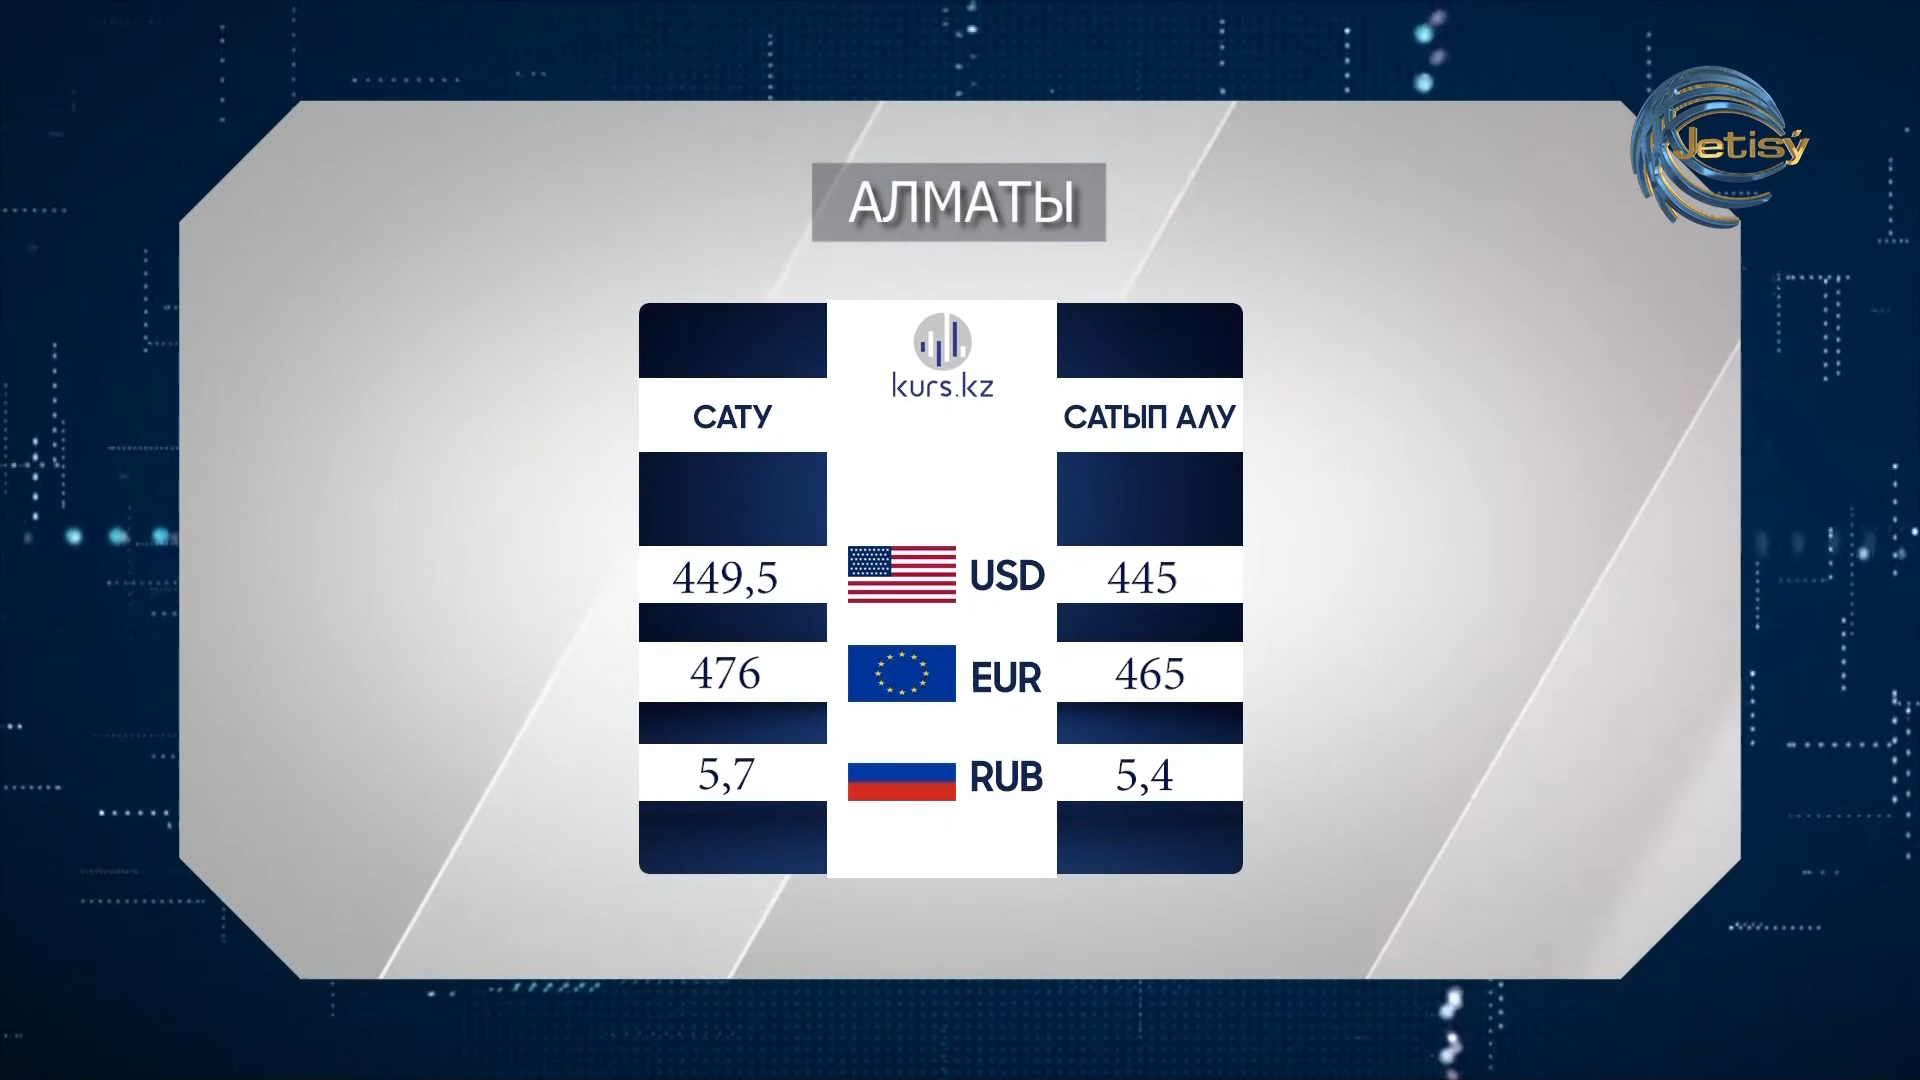 Jetisý
АЛМАТЫ
kurs.kz
САТУ САТЫП АЛУ
449,5 USD 445
476 EUR 465
5,7 RUB 5,4